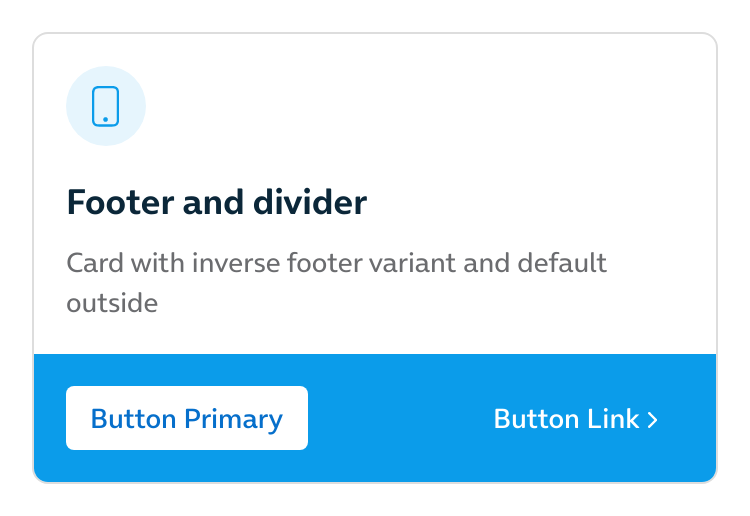 Footer and divider
Card with inverse footer variant and default
outside
Button Primary
Button Link